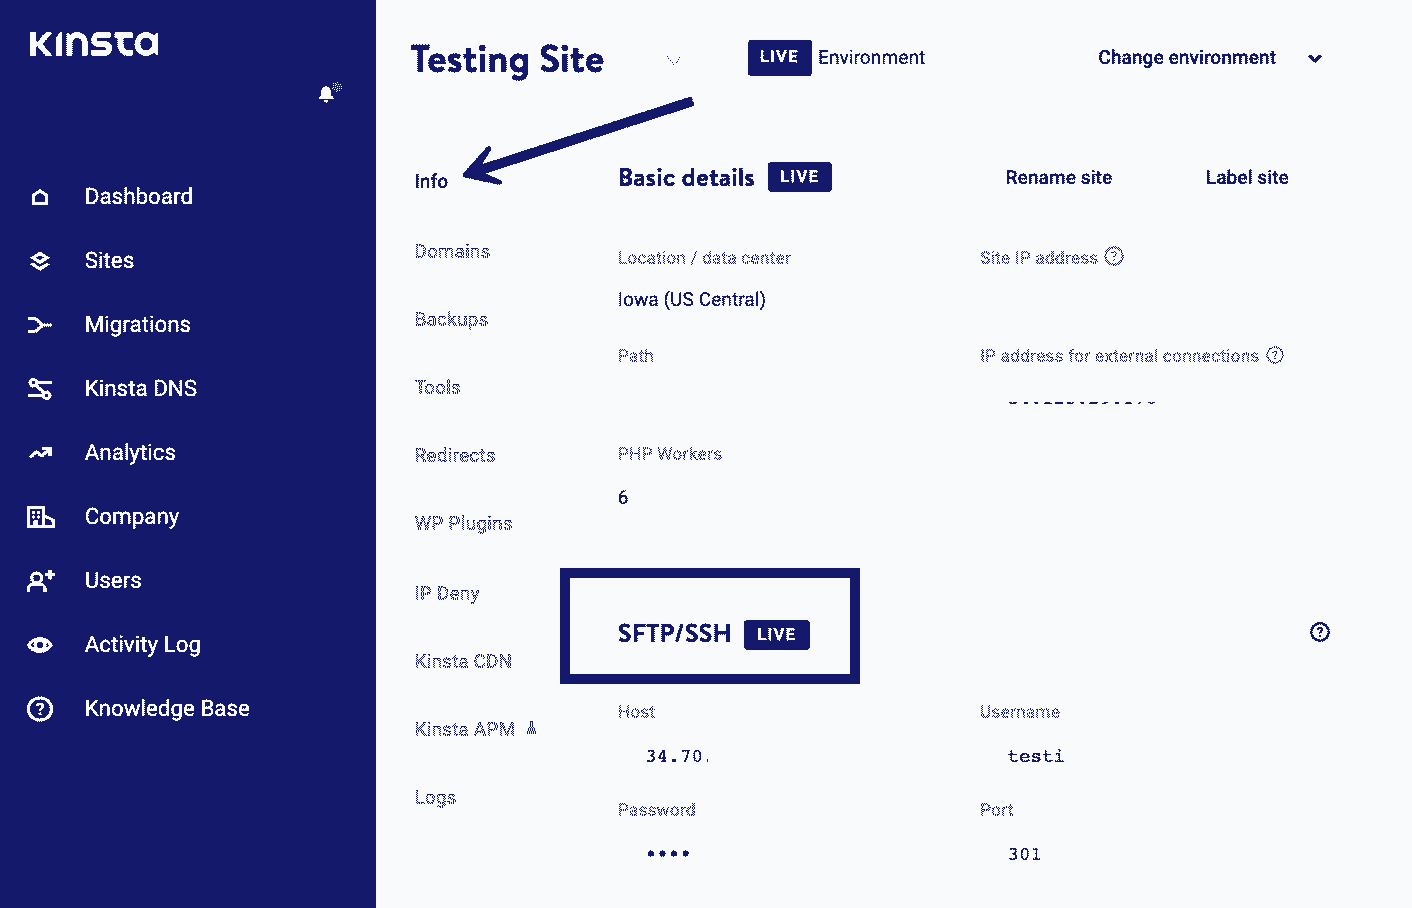 KINSTA
Dashboard
Sites
Migrations
Kinsta DNS
Analytics
Company
Users
Activity Log
Knowledge Base
Testing Site
LIVE Environment
Change environment
Info
Domains
Backups
Tools
Redirects
WP Plugins
IP Deny
Kinsta CDN
Kinsta APM
Logs
Basic details LIVE
Rename site
Label site
Location / data center
Iowa (US Central)
Site IP address
Path
IP address for external connections
PHP Workers
6
SFTP/SSH LIVE
Host
34.70.
Username
testi
Password
••••
Port
301